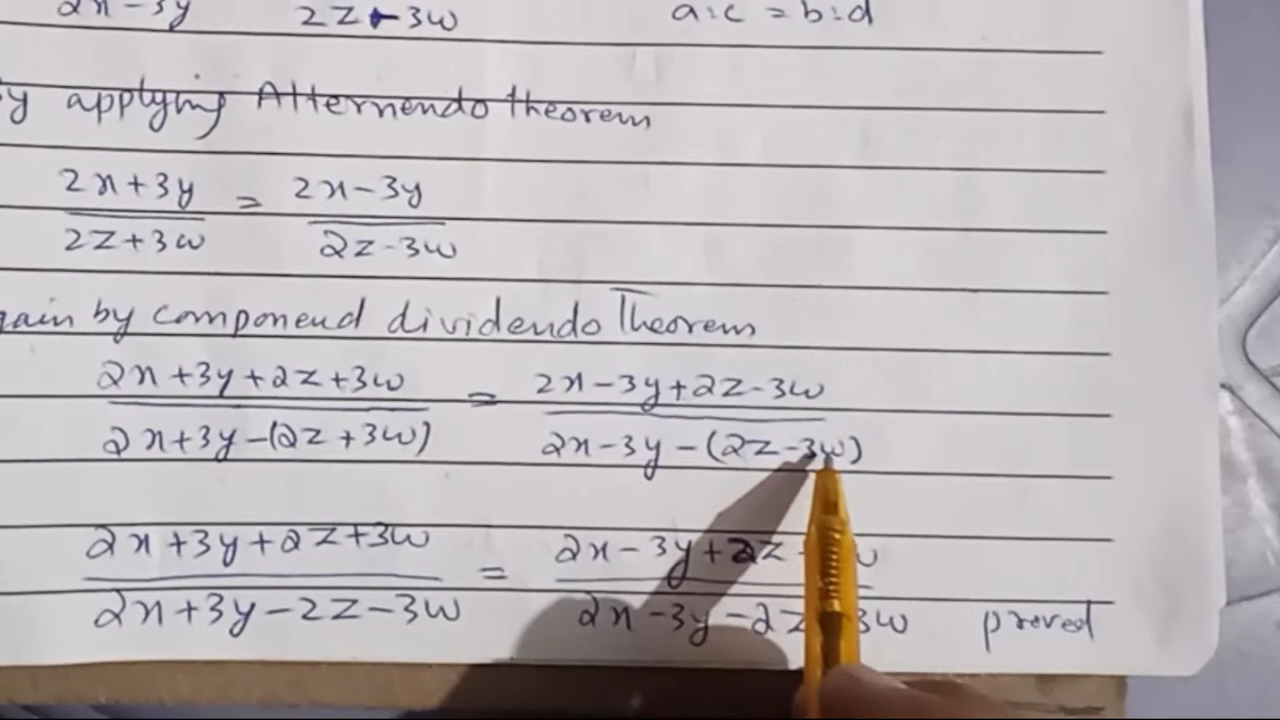 2x-3y 2z-3w a:c = b:d
y applying Alternendo theorem
2x+3y / 2z+3w = 2x-3y / 2z-3w
gain by componend dividendo Theorem
2x+3y+2z+3w / 2x+3y-(2z+3w) = 2x-3y+2z-3w / 2x-3y-(2z-3w)
2x+3y+2z+3w / 2x+3y-2z-3w = 2x-3y+2z w / 2x-3y-2z 3w proved